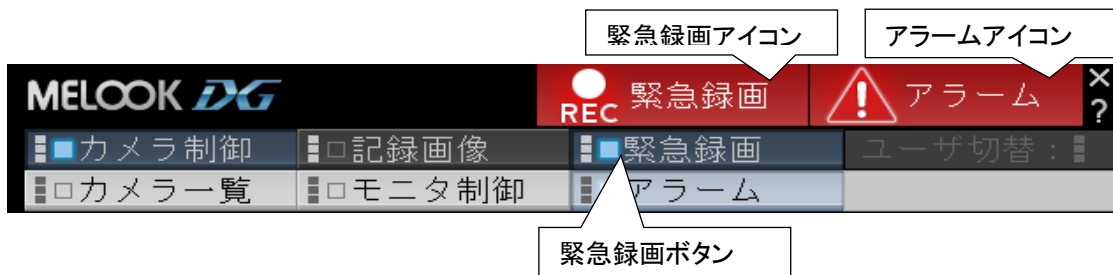 緊急録画アイコン アラームアイコン
MELOOK DG REC 緊急録画 アラーム × ?
カメラ制御 記録画像 緊急録画 ユーザ切替：
カメラ一覧 モニタ制御 アラーム
緊急録画ボタン